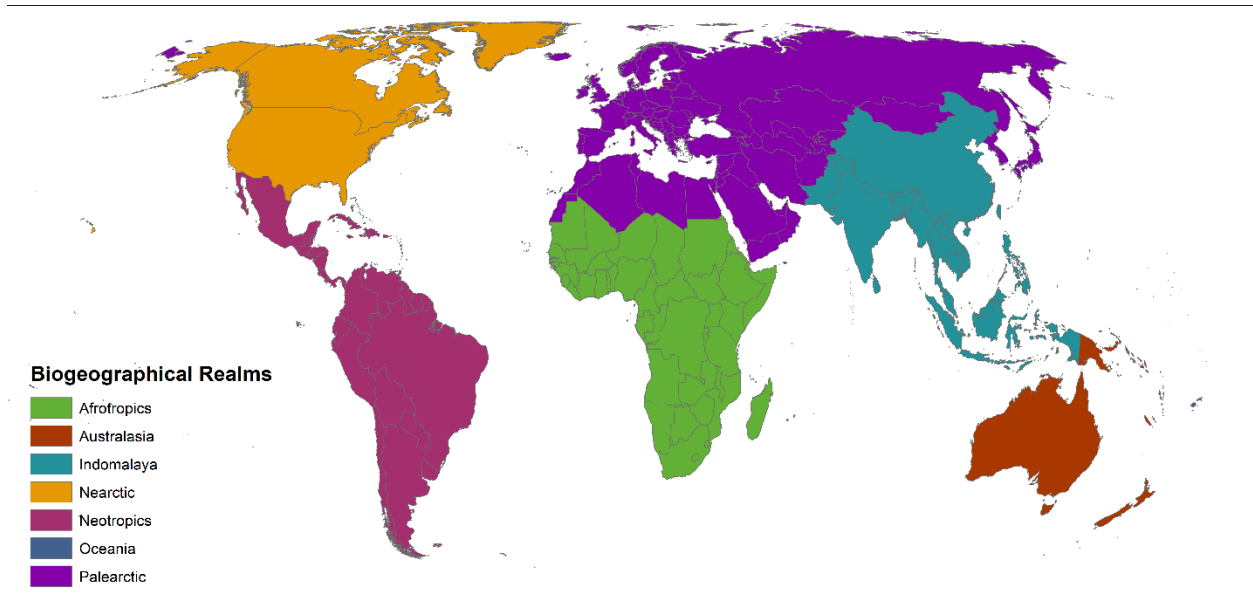 Biogeographical Realms
Afrotropics
Australasia
Indomalaya
Nearctic
Neotropics
Oceania
Palearctic